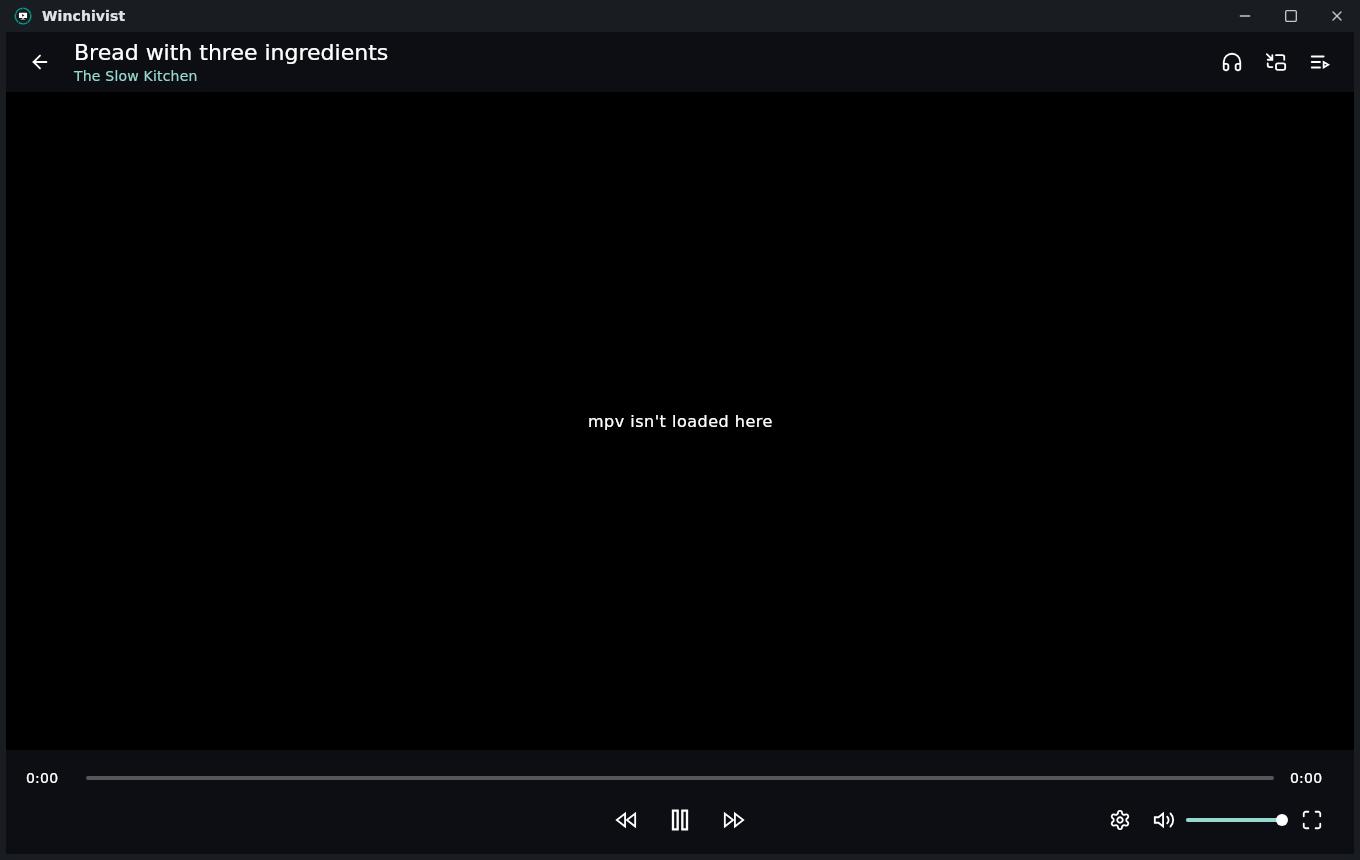 Winchivist
Bread with three ingredients
The Slow Kitchen
mpv isn't loaded here
0:00
0:00